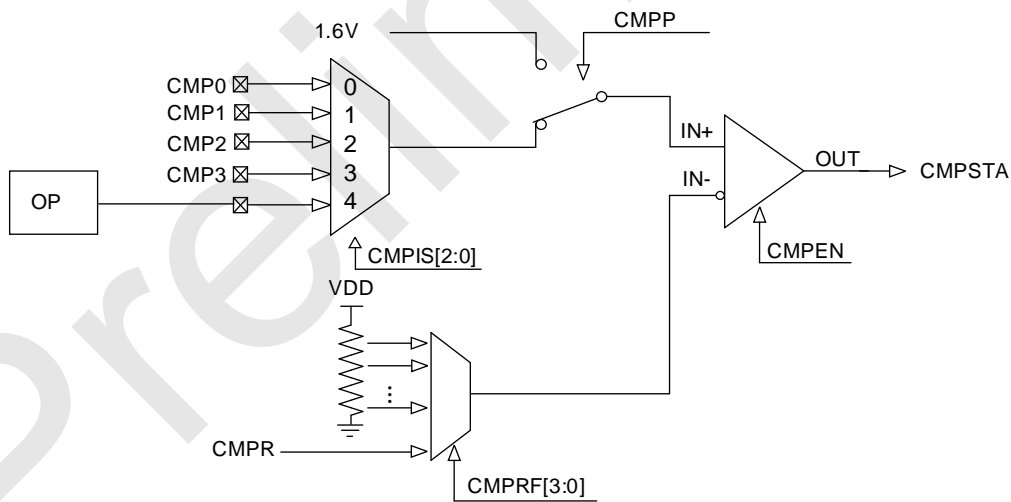 Prelim
1.6V
CMPP
CMP0
CMP1
CMP2
CMP3
0
1
2
3
4
OP
IN+
IN-
OUT
CMPSTA
CMPEN
CMPIS[2:0]
VDD
⋮
CMPR
CMPRF[3:0]